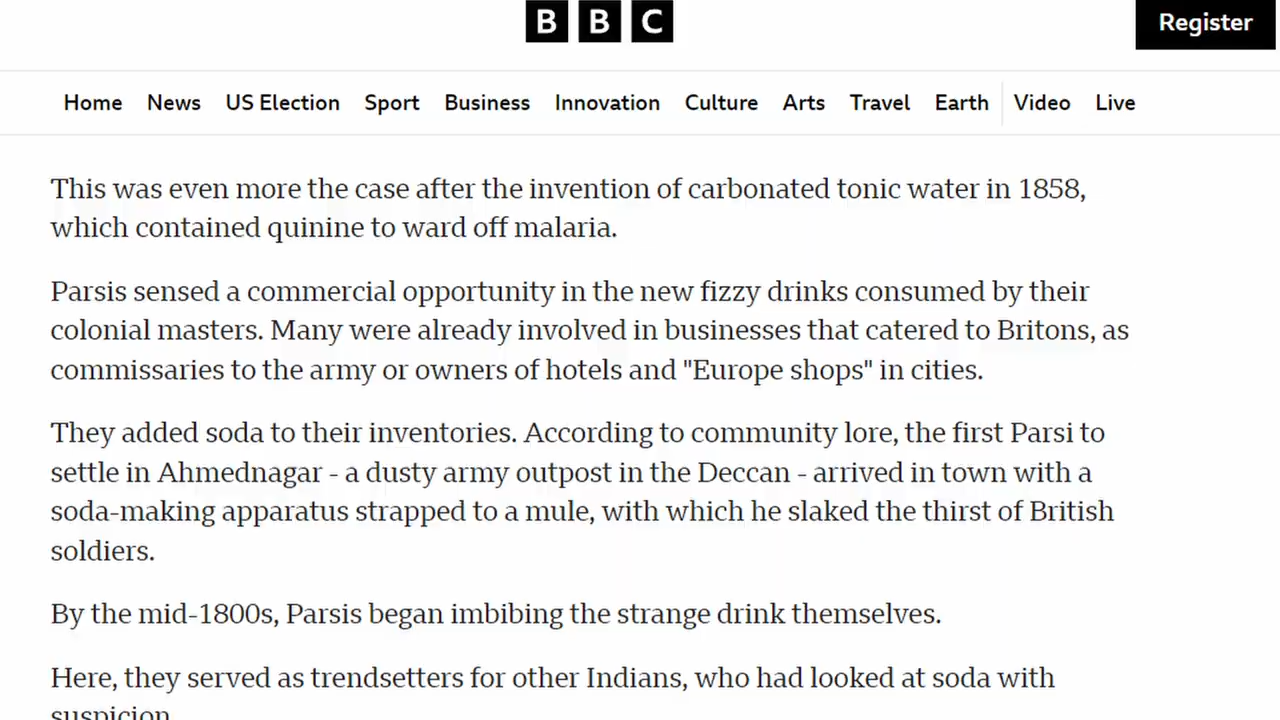 BBC
Register
Home News US Election Sport Business Innovation Culture Arts Travel Earth Video Live
This was even more the case after the invention of carbonated tonic water in 1858,
which contained quinine to ward off malaria.
Parsis sensed a commercial opportunity in the new fizzy drinks consumed by their
colonial masters. Many were already involved in businesses that catered to Britons, as
commissaries to the army or owners of hotels and "Europe shops" in cities.
They added soda to their inventories. According to community lore, the first Parsi to
settle in Ahmednagar - a dusty army outpost in the Deccan - arrived in town with a
soda-making apparatus strapped to a mule, with which he slaked the thirst of British
soldiers.
By the mid-1800s, Parsis began imbibing the strange drink themselves.
Here, they served as trendsetters for other Indians, who had looked at soda with
suspicion.